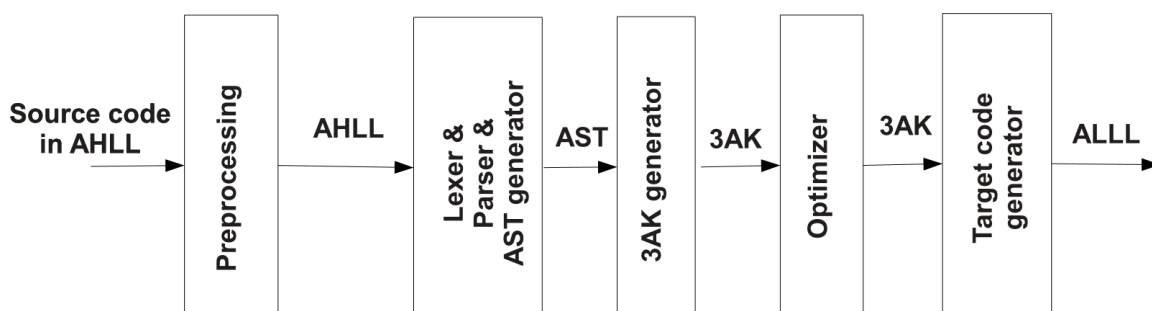 Source code
in AHLL
Preprocessing
AHLL
Lexer &
Parser &
AST generator
AST
3AK generator
3AK
Optimizer
3AK
Target code
generator
ALLL